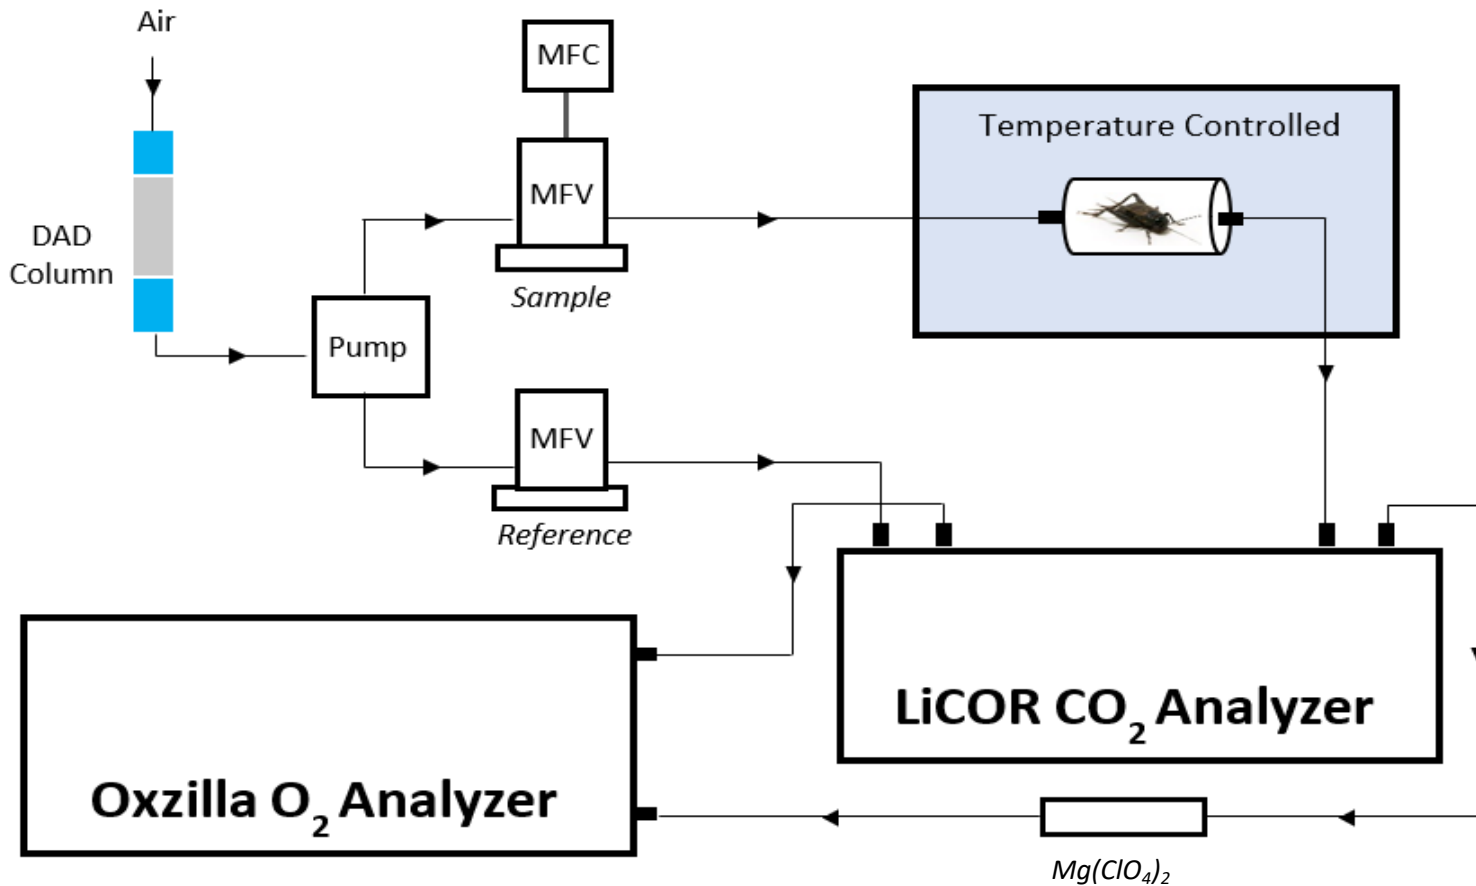 Air
MFC
Temperature Controlled
MFV
DAD
Column
Sample
Pump
MFV
Reference
LiCOR CO₂ Analyzer
Oxzilla O₂ Analyzer
Mg(ClO₄)₂